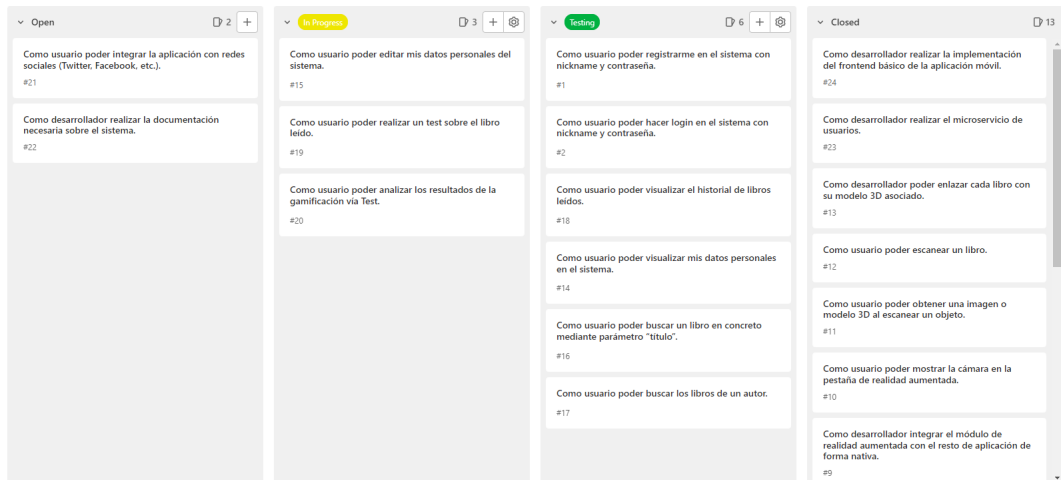 Open 2
Como usuario poder integrar la aplicación con redes
sociales (Twitter, Facebook, etc.).
#21
Como desarrollador realizar la documentación
necesaria sobre el sistema.
#22
In Progress 3
Como usuario poder editar mis datos personales del
sistema.
#15
Como usuario poder realizar un test sobre el libro
leído.
#19
Como usuario poder analizar los resultados de la
gamificación vía Test.
#20
Testing 6
Como usuario poder registrarme en el sistema con
nickname y contraseña.
#1
Como usuario poder hacer login en el sistema con
nickname y contraseña.
#2
Como usuario poder visualizar el historial de libros
leídos.
#18
Como usuario poder visualizar mis datos personales
en el sistema.
#14
Como usuario poder buscar un libro en concreto
mediante parámetro "título".
#16
Como usuario poder buscar los libros de un autor.
#17
Closed 13
Como desarrollador realizar la implementación
del frontend básico de la aplicación móvil.
#24
Como desarrollador realizar el microservicio de
usuarios.
#23
Como desarrollador poder enlazar cada libro con
su modelo 3D asociado.
#13
Como usuario poder escanear un libro.
#12
Como usuario poder obtener una imagen o
modelo 3D al escanear un objeto.
#11
Como usuario poder mostrar la cámara en la
pestaña de realidad aumentada.
#10
Como desarrollador integrar el módulo de
realidad aumentada con el resto de aplicación de
forma nativa.
#9